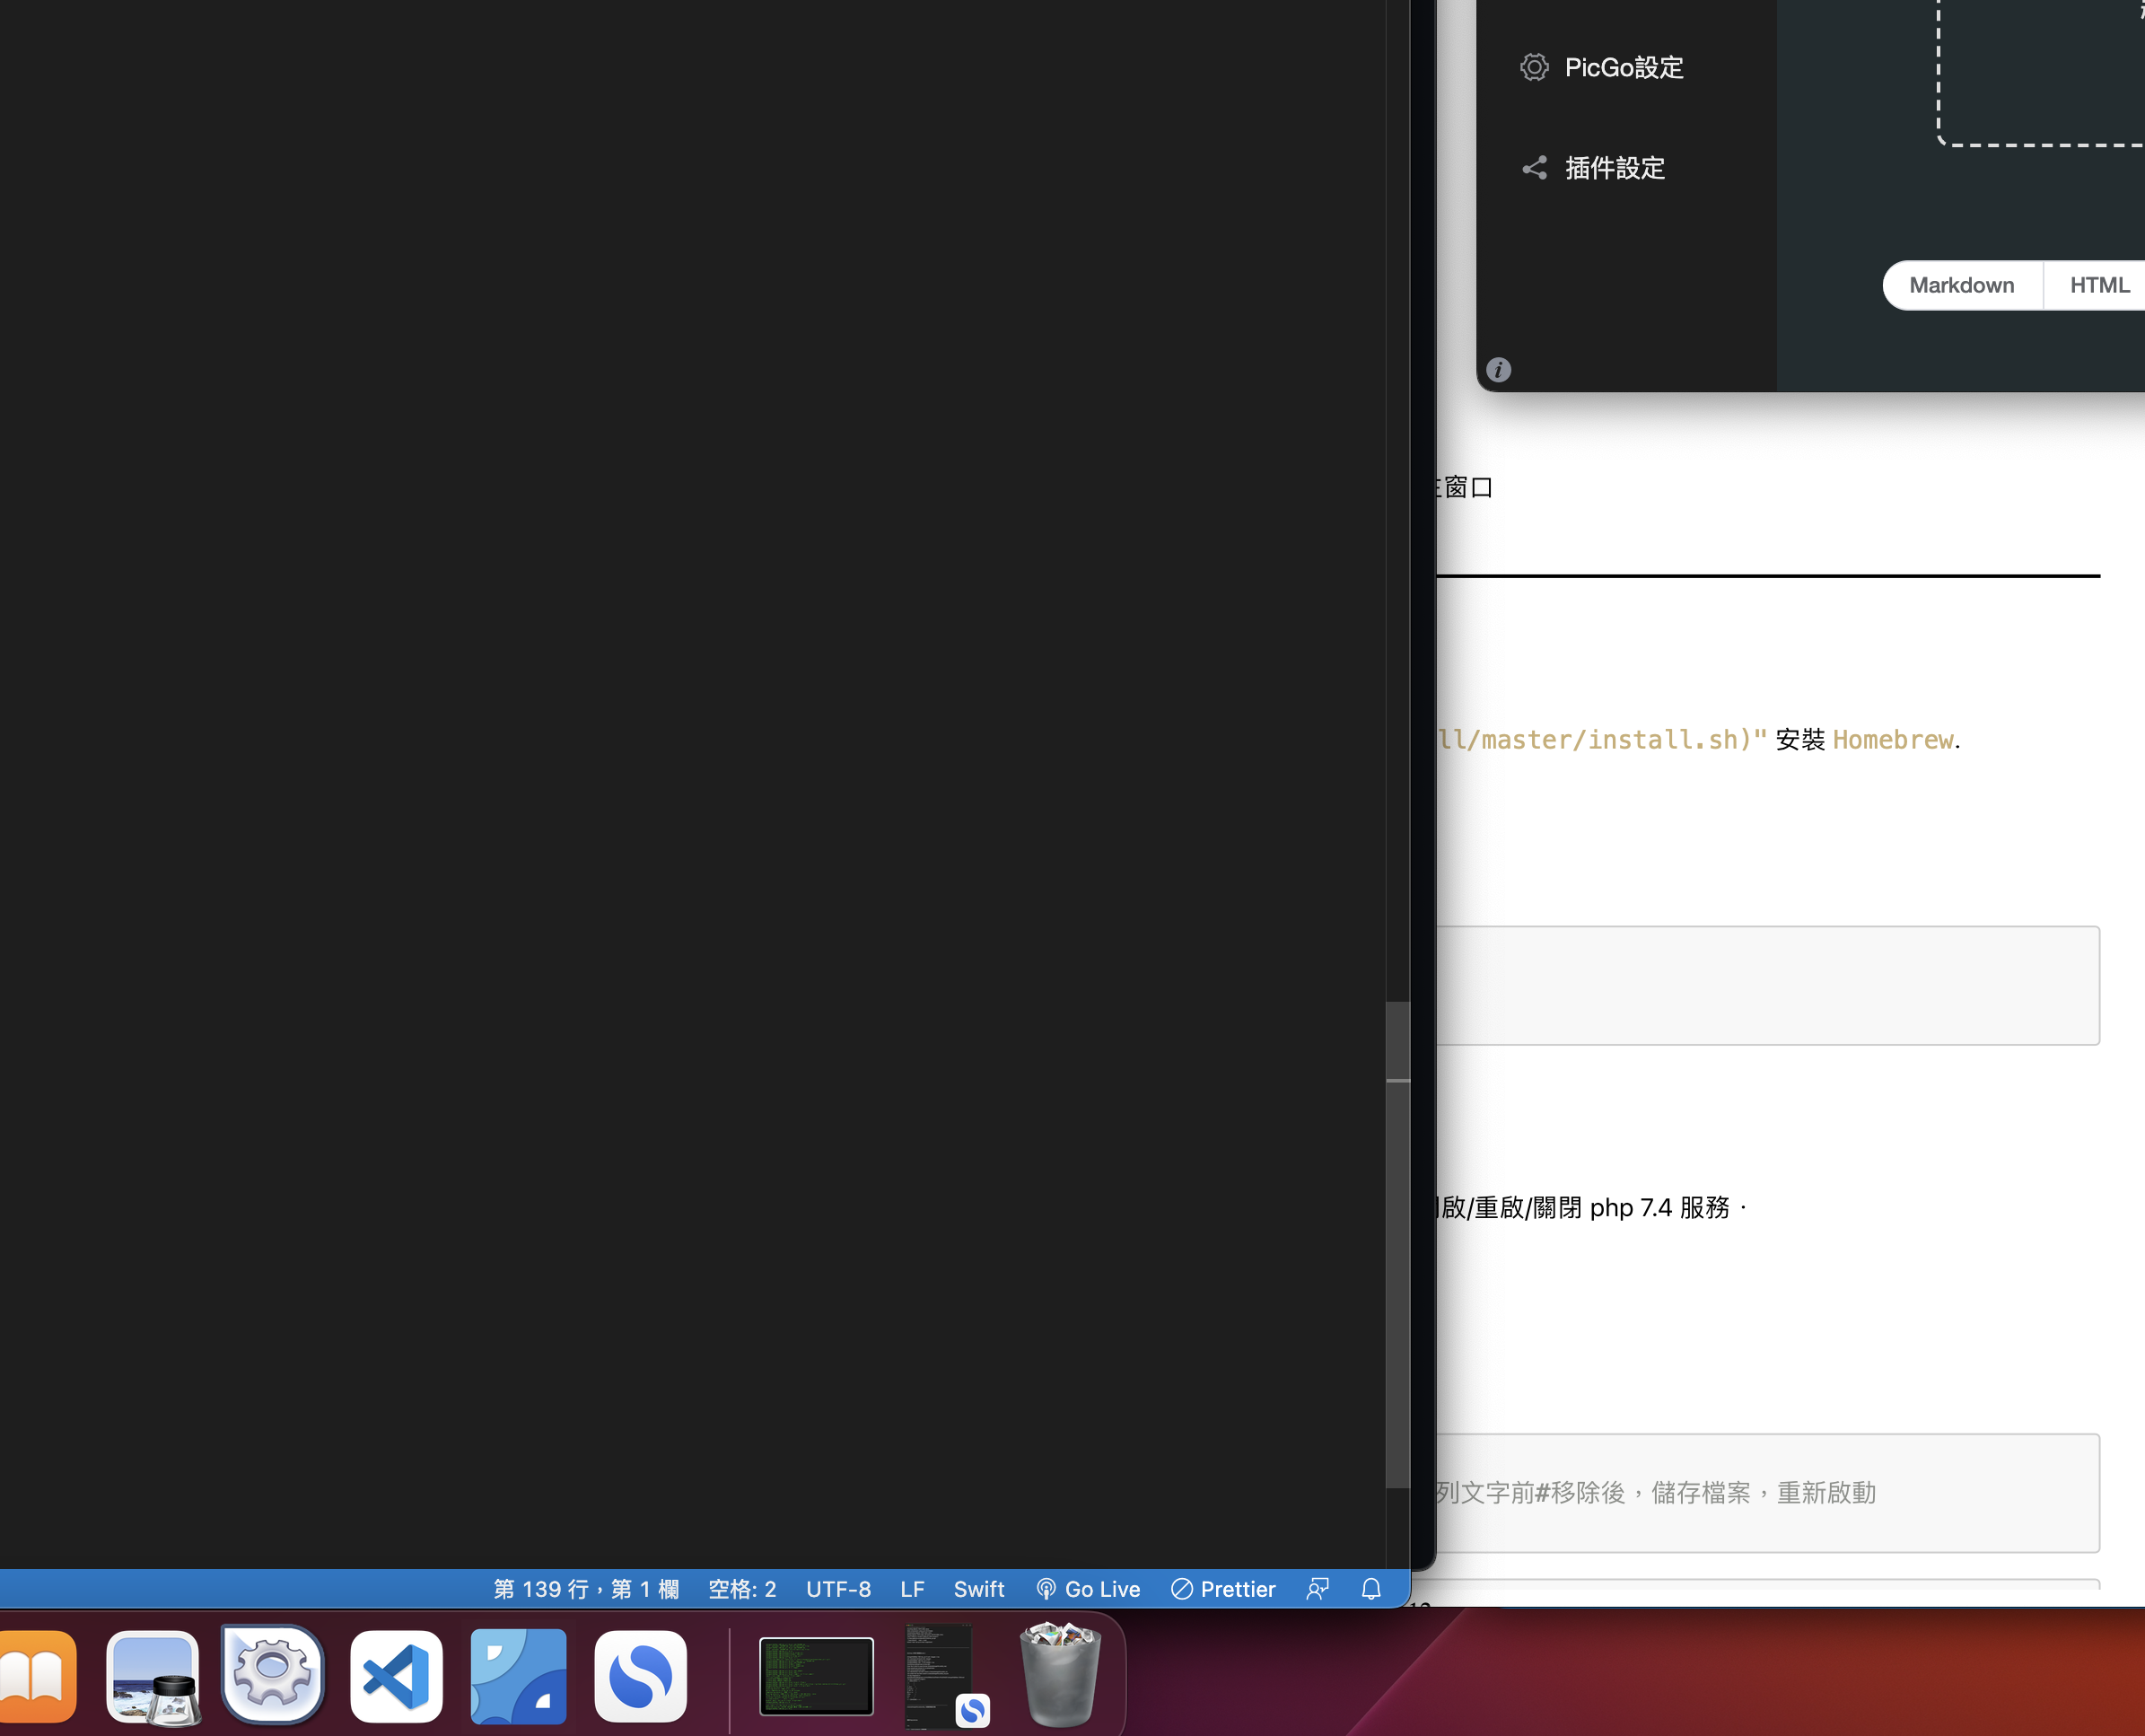 PicGo設定
插件設定
Markdown
HTML
窗口
ll/master/install.sh)" 安裝 Homebrew.
啟/重啟/關閉 php 7.4 服務．
列文字前#移除後，儲存檔案，重新啟動
第 139 行，第 1 欄 空格: 2 UTF-8 LF Swift Go Live Prettier